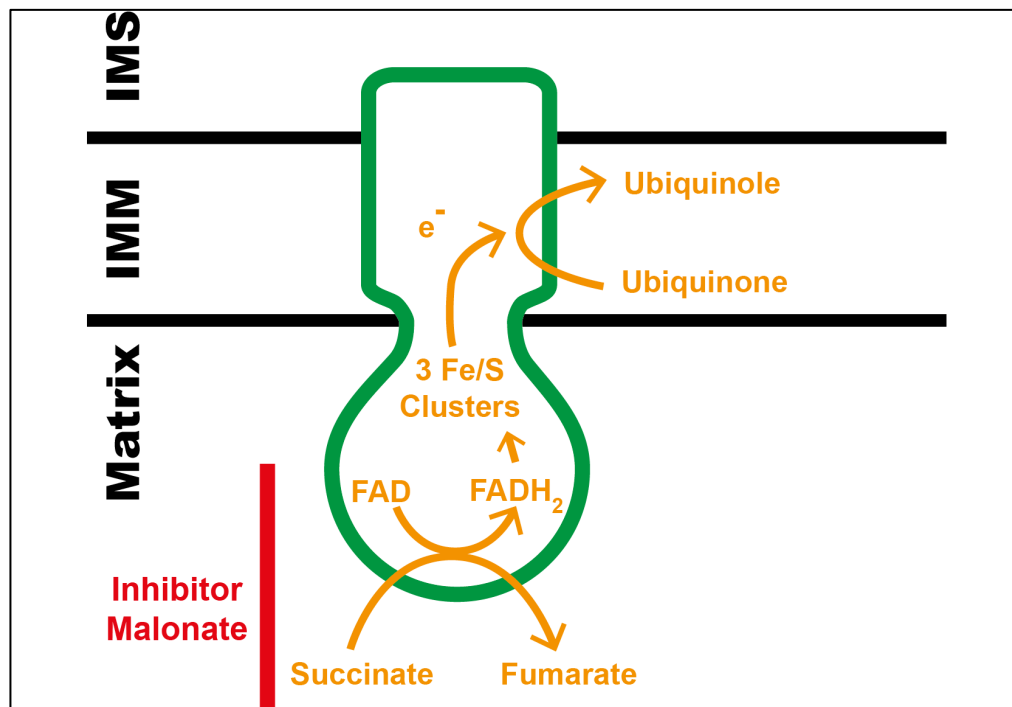 IMS
IMM
Matrix
e-
Ubiquinole
Ubiquinone
3 Fe/S
Clusters
FAD
FADH2
Inhibitor
Malonate
Succinate
Fumarate